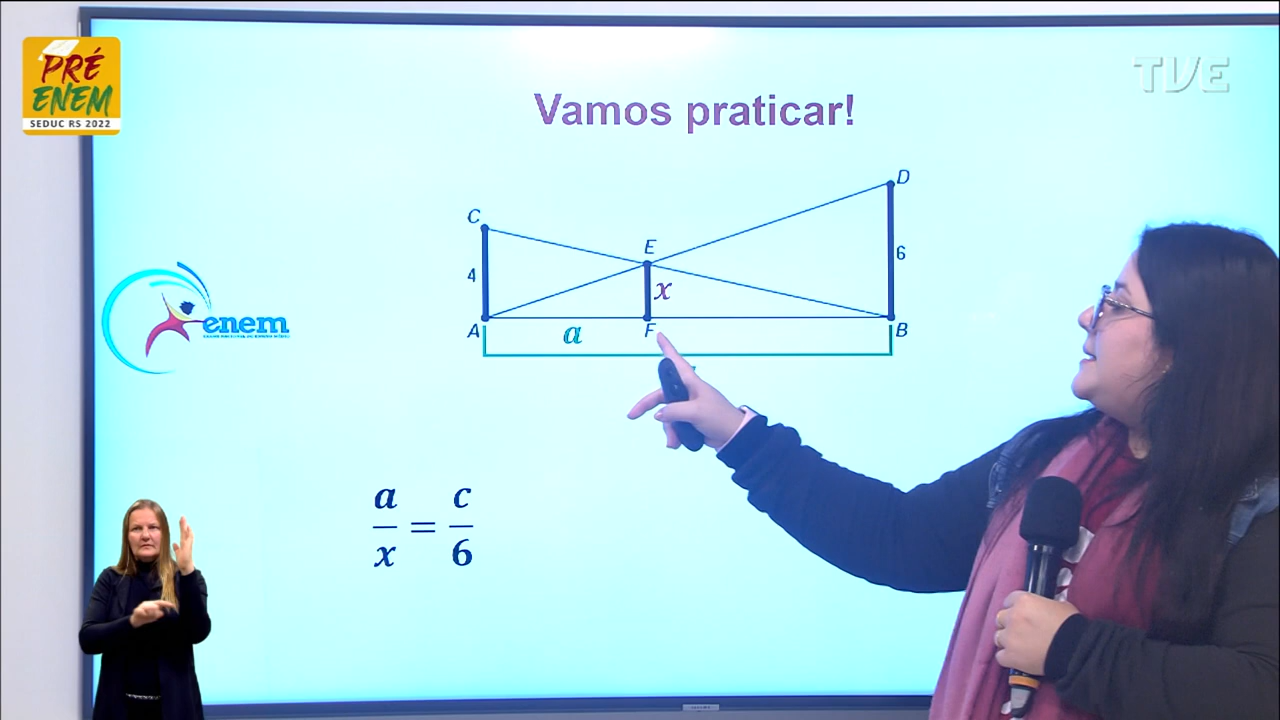 PRÉ
ENEM
SEDUC RS 2022
TVE
Vamos praticar!
D
C
E
6
4
x
A
a
F
B
enem
a/x = c/6